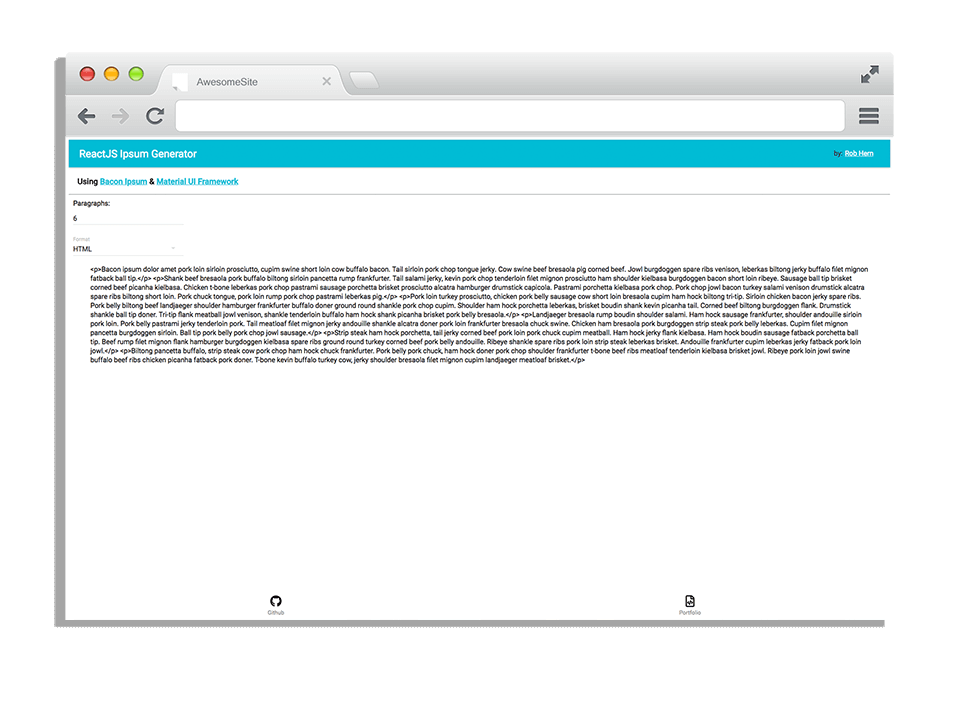 AwesomeSite
ReactJS Ipsum Generator
by: Rob Hern
Using Bacon Ipsum & Material UI Framework
Paragraphs:
6
Format
HTML
<p>Bacon ipsum dolor amet pork loin sirloin prosciutto, cupim swine short loin cow buffalo bacon. Tail sirloin pork chop tongue jerky. Cow swine beef bresaola pig corned beef. Jowl burgdoggen spare ribs venison, leberkas biltong jerky buffalo filet mignon
fatback ball tip.</p> <p>Shank beef bresaola pork buffalo biltong sirloin pancetta rump frankfurter. Tail salami jerky, kevin pork chop tenderloin filet mignon prosciutto ham shoulder kielbasa burgdoggen bacon short loin ribeye. Sausage ball tip brisket
corned beef picanha kielbasa. Chicken t-bone leberkas pork chop pastrami sausage porchetta brisket prosciutto alcatra hamburger drumstick capicola. Pastrami porchetta kielbasa pork chop. Pork chop jowl bacon turkey salami venison drumstick alcatra
spare ribs biltong short loin. Pork chuck tongue, pork loin rump pork chop pastrami leberkas pig.</p> <p>Pork loin turkey prosciutto, chicken pork belly sausage cow short loin bresaola cupim ham hock biltong tri-tip. Sirloin chicken bacon jerky spare ribs.
Pork belly biltong beef landjaeger shoulder hamburger frankfurter buffalo doner ground round shankle pork chop cupim. Shoulder ham hock porchetta leberkas, brisket boudin shank kevin picanha tail. Corned beef biltong burgdoggen flank. Drumstick
shankle ball tip doner. Tri-tip flank meatball jowl venison, shankle tenderloin buffalo ham hock shank picanha brisket pork belly bresaola.</p> <p>Landjaeger bresaola rump boudin shoulder salami. Ham hock sausage frankfurter, shoulder andouille sirloin
pork loin. Pork belly pastrami jerky tenderloin pork. Tail meatloaf filet mignon jerky andouille shankle alcatra doner pork loin frankfurter bresaola chuck swine. Chicken ham bresaola pork burgdoggen strip steak pork belly leberkas. Cupim filet mignon
pancetta burgdoggen sirloin. Ball tip pork belly pork chop jowl sausage.</p> <p>Strip steak ham hock porchetta, tail jerky corned beef pork loin pork chuck cupim meatball. Ham hock jerky flank kielbasa. Ham hock boudin sausage fatback porchetta ball
tip. Beef rump filet mignon flank hamburger burgdoggen kielbasa spare ribs ground round turkey corned beef pork belly andouille. Ribeye shankle spare ribs pork loin strip steak leberkas brisket. Andouille frankfurter cupim leberkas jerky fatback pork loin
jowl.</p> <p>Biltong pancetta buffalo, strip steak cow pork chop ham hock chuck frankfurter. Pork belly pork chuck, ham hock doner pork chop shoulder frankfurter t-bone beef ribs meatloaf tenderloin kielbasa brisket jowl. Ribeye pork loin jowl swine
buffalo beef ribs chicken picanha fatback pork doner. T-bone kevin buffalo turkey cow, jerky shoulder bresaola filet mignon cupim landjaeger meatloaf brisket.</p>
Github
Portfolio